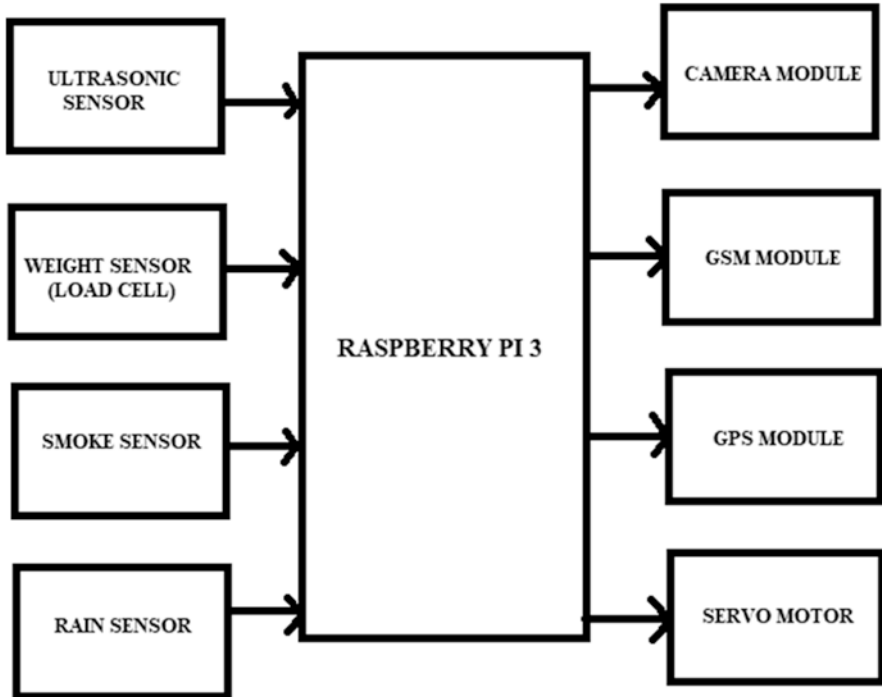 ULTRASONIC
SENSOR
WEIGHT SENSOR
(LOAD CELL)
SMOKE SENSOR
RAIN SENSOR
RASPBERRY PI 3
CAMERA MODULE
GSM MODULE
GPS MODULE
SERVO MOTOR